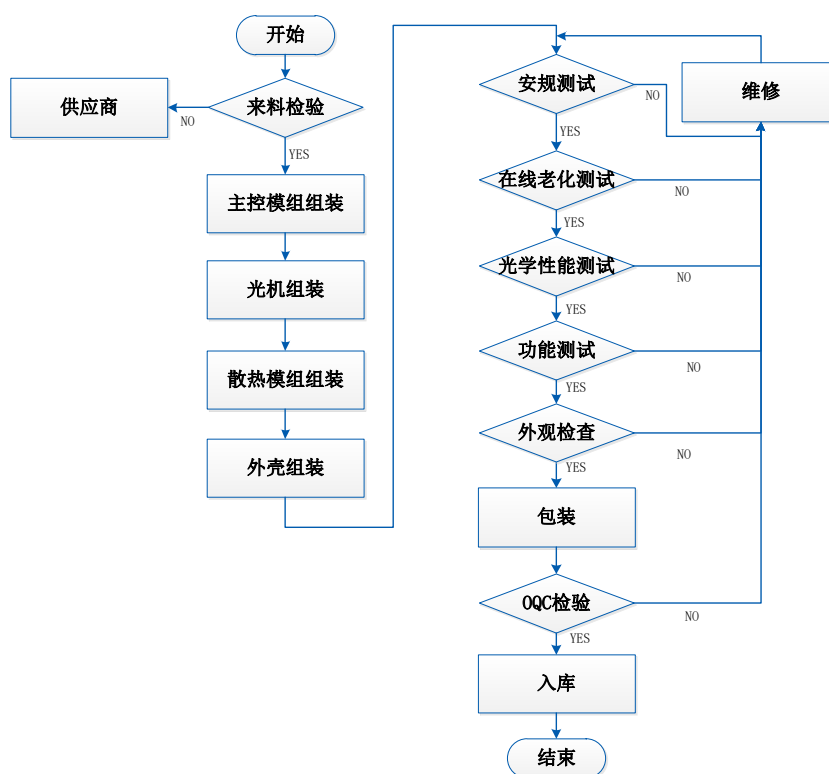 开始
供应商
NO
来料检验
YES
主控模组组装
光机组装
散热模组组装
外壳组装
安规测试
NO
维修
YES
在线老化测试
NO
YES
光学性能测试
NO
YES
功能测试
NO
YES
外观检查
NO
YES
包装
OQC检验
NO
YES
入库
结束